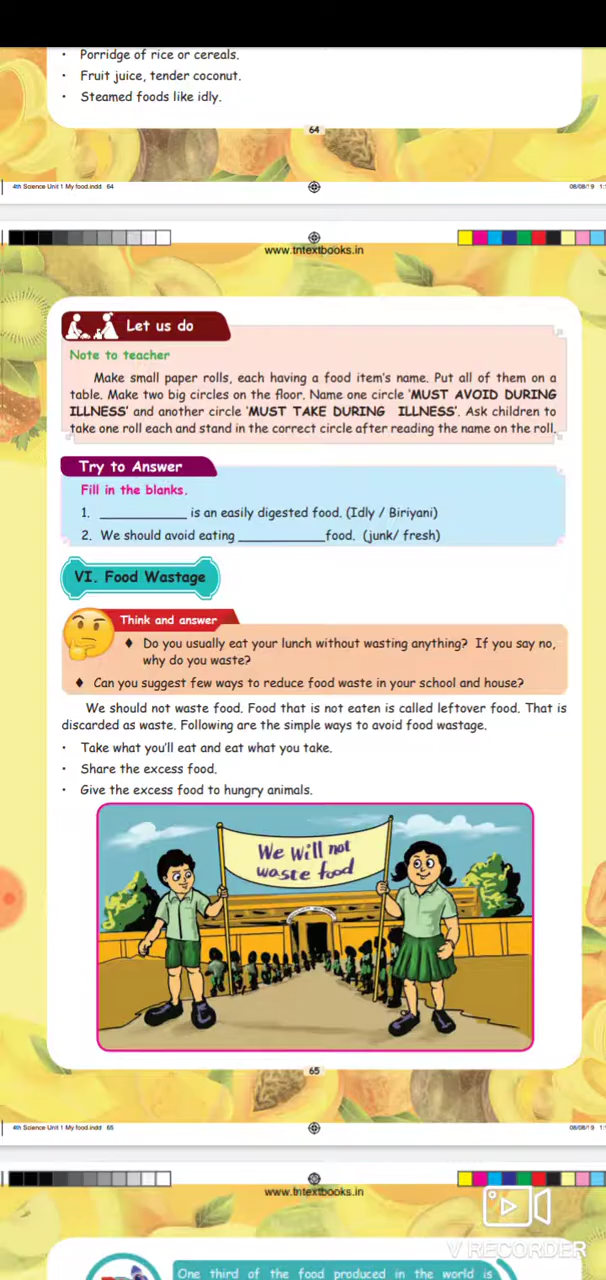 • Porridge of rice or cereals.
• Fruit juice, tender coconut.
• Steamed foods like idly.
64
4th Science Unit 1 My food.indd 64
08/08/19 1:
www.tntextbooks.in
Let us do
Note to teacher
Make small paper rolls, each having a food item's name. Put all of them on a
table. Make two big circles on the floor. Name one circle 'MUST AVOID DURING
ILLNESS' and another circle 'MUST TAKE DURING ILLNESS'. Ask children to
take one roll each and stand in the correct circle after reading the name on the roll.
Try to Answer
Fill in the blanks.
1. ____________ is an easily digested food. (Idly / Biriyani)
2. We should avoid eating ____________food. (junk/ fresh)
VI. Food Wastage
Think and answer
♦ Do you usually eat your lunch without wasting anything? If you say no,
why do you waste?
♦ Can you suggest few ways to reduce food waste in your school and house?
We should not waste food. Food that is not eaten is called leftover food. That is
discarded as waste. Following are the simple ways to avoid food wastage.
• Take what you'll eat and eat what you take.
• Share the excess food.
• Give the excess food to hungry animals.
We will not
waste food
65
4th Science Unit 1 My food.indd 65
08/08/19 1:
www.tntextbooks.in
One third of the food produced in the world is
V RECORDER